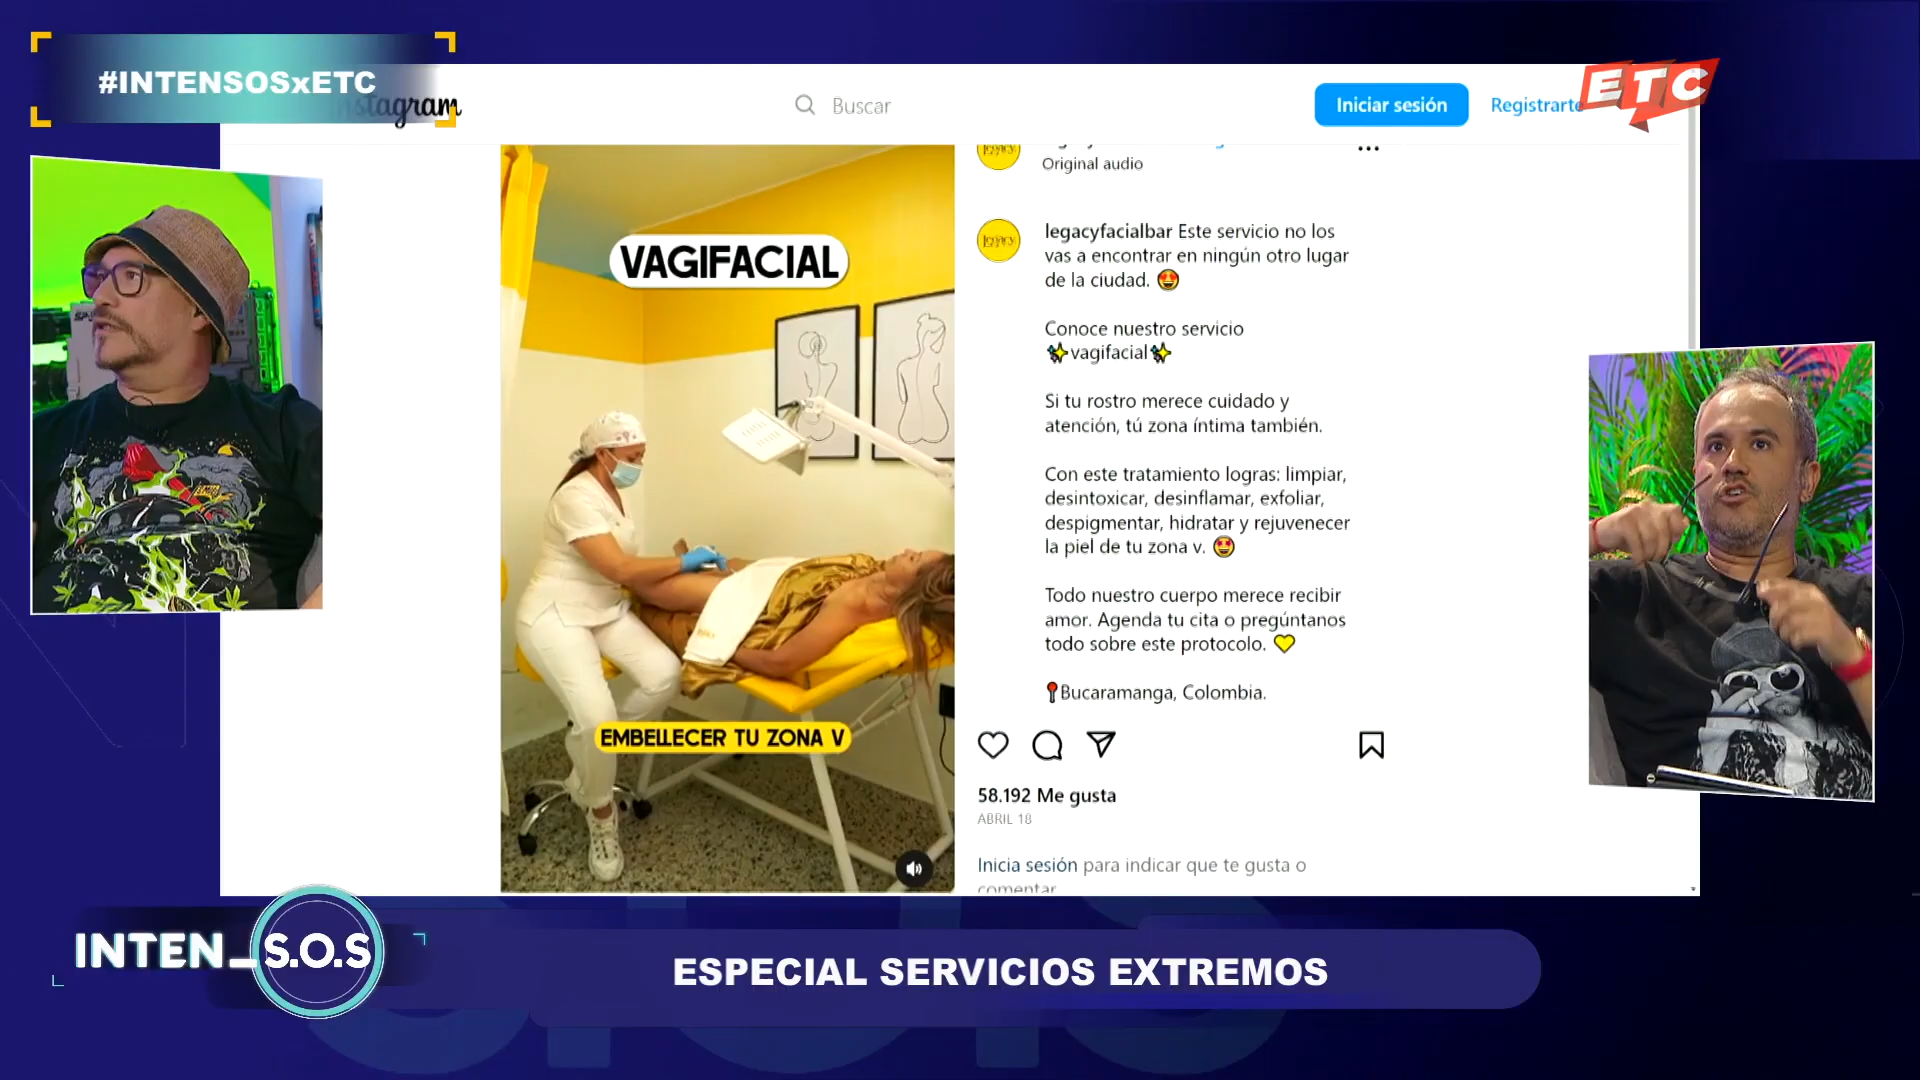 #INTENSOSxETC
Instagram
Buscar
Iniciar sesión
Registrarte
ETC
Original audio
VAGIFACIAL
legacyfacialbar Este servicio no los
vas a encontrar en ningún otro lugar
de la ciudad. 😍
Conoce nuestro servicio
✨vagifacial✨
Si tu rostro merece cuidado y
atención, tú zona íntima también.
Con este tratamiento logras: limpiar,
desintoxicar, desinflamar, exfoliar,
despigmentar, hidratar y rejuvenecer
la piel de tu zona v. 🤩
Todo nuestro cuerpo merece recibir
amor. Agenda tu cita o pregúntanos
todo sobre este protocolo. 💛
📍Bucaramanga, Colombia.
EMBELLECER TU ZONA V
58.192 Me gusta
ABRIL 18
Inicia sesión para indicar que te gusta o
comentar
INTEN_S.O.S
ESPECIAL SERVICIOS EXTREMOS